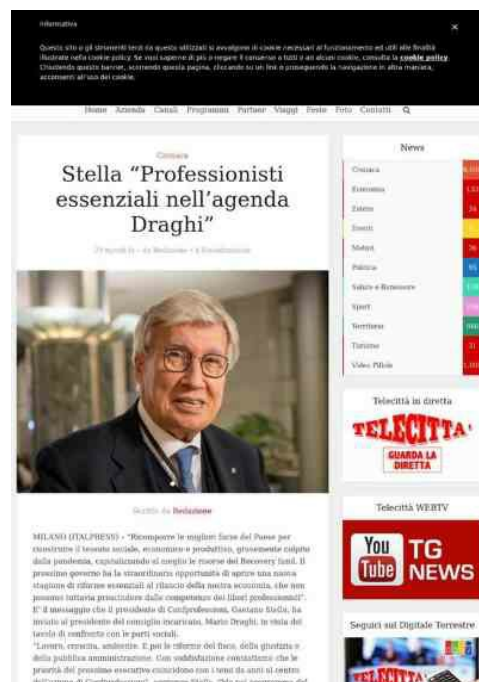 Informativa
×
Questo sito o gli strumenti terzi da questo utilizzati si avvalgono di cookie necessari al funzionamento ed utili alle finalità
illustrate nella cookie policy. Se vuoi saperne di più o negare il consenso a tutti o ad alcuni cookie, consulta la cookie policy.
Chiudendo questo banner, scorrendo questa pagina, cliccando su un link o proseguendo la navigazione in altra maniera,
acconsenti all'uso dei cookie.
Home Azienda Canali Programmi Partner Viaggi Feste Foto Contatti
Cronaca
Stella “Professionisti
essenziali nell’agenda
Draghi”
da Redazione
Scritto da Redazione
MILANO (ITALPRESS) – “Ricomporre le migliori forze del Paese per
ricostruire il tessuto sociale, economico e produttivo, gravemente colpito
dalla pandemia, capitalizzando al meglio le risorse del Recovery fund. Il
prossimo governo ha la straordinaria opportunità di aprire una nuova
stagione di riforme essenziali al rilancio della nostra economia, che non
possono tuttavia prescindere dalle competenze dei liberi professionisti”.
E’ il messaggio che il presidente di Confprofessioni, Gaetano Stella, ha
inviato al presidente del consiglio incaricato, Mario Draghi, in vista del
tavolo di confronto con le parti sociali.
“Lavoro, crescita, ambiente. E poi le riforme del fisco, della giustizia e
della pubblica amministrazione. Con soddisfazione constatiamo che le
priorità del prossimo esecutivo coincidono con i temi da anni al centro
News
Cronaca
Economia
Estero
Eventi
Motori
Politica
Salute e Benessere
Sport
Territorio
Turismo
Video Pillole
Telecittà in diretta
TELECITTA'
GUARDA LA
DIRETTA
Telecittà WEBTV
You Tube
TG
NEWS
Seguici sul Digitale Terrestre
TELECITTA'